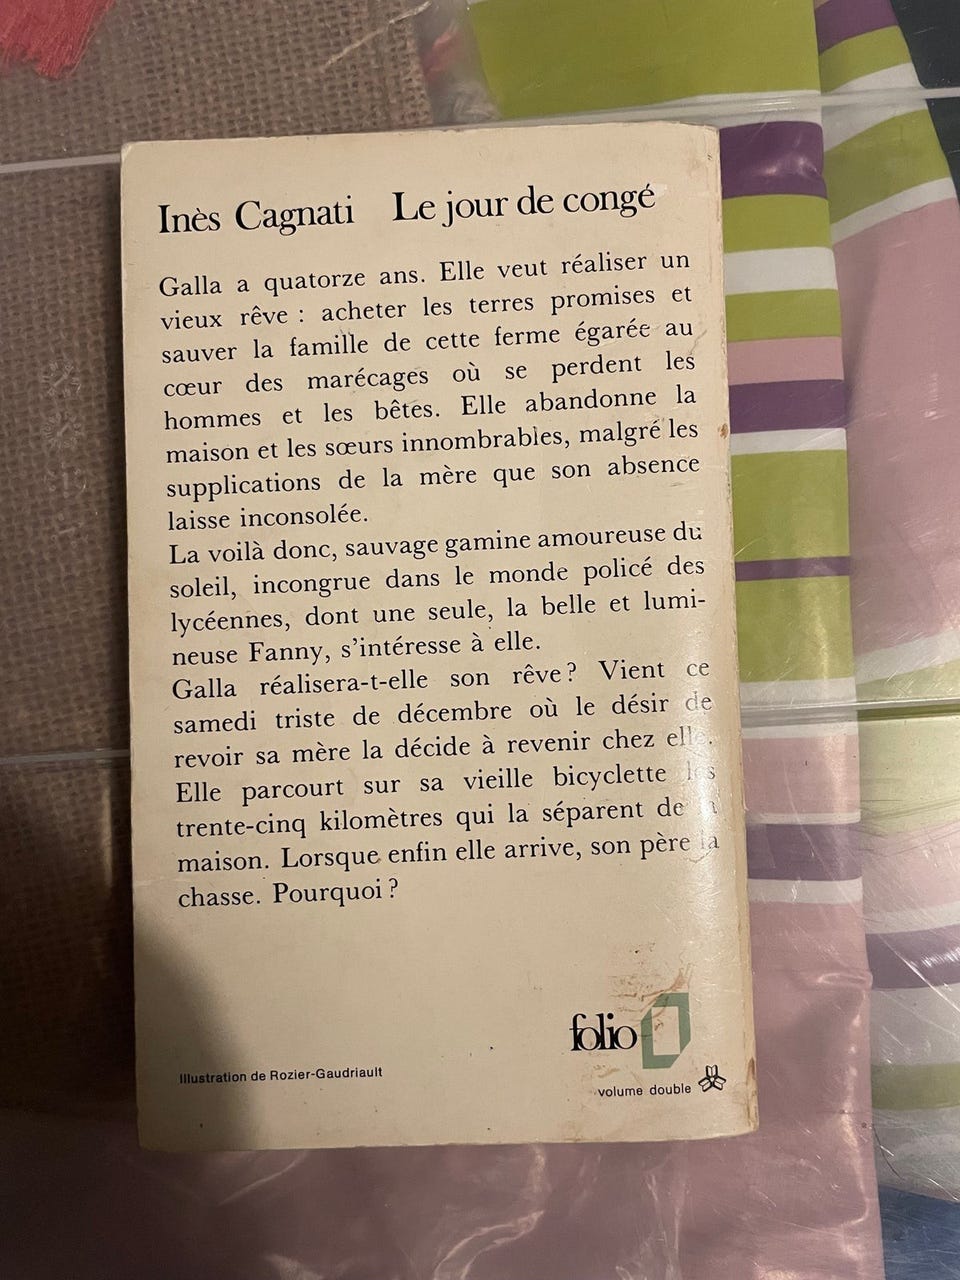 Inès Cagnati Le jour de congé
Galla a quatorze ans. Elle veut réaliser un
vieux rêve : acheter les terres promises et
sauver la famille de cette ferme égarée au
cœur des marécages où se perdent les
hommes et les bêtes. Elle abandonne la
maison et les sœurs innombrables, malgré les
supplications de la mère que son absence
laisse inconsolée.
La voilà donc, sauvage gamine amoureuse du
soleil, incongrue dans le monde policé des
lycéennes, dont une seule, la belle et lumi-
neuse Fanny, s'intéresse à elle.
Galla réalisera-t-elle son rêve ? Vient ce
samedi triste de décembre où le désir de
revoir sa mère la décide à revenir chez elle.
Elle parcourt sur sa vieille bicyclette les
trente-cinq kilomètres qui la séparent de la
maison. Lorsque enfin elle arrive, son père la
chasse. Pourquoi ?
folio
Illustration de Rozier-Gaudriault
volume double